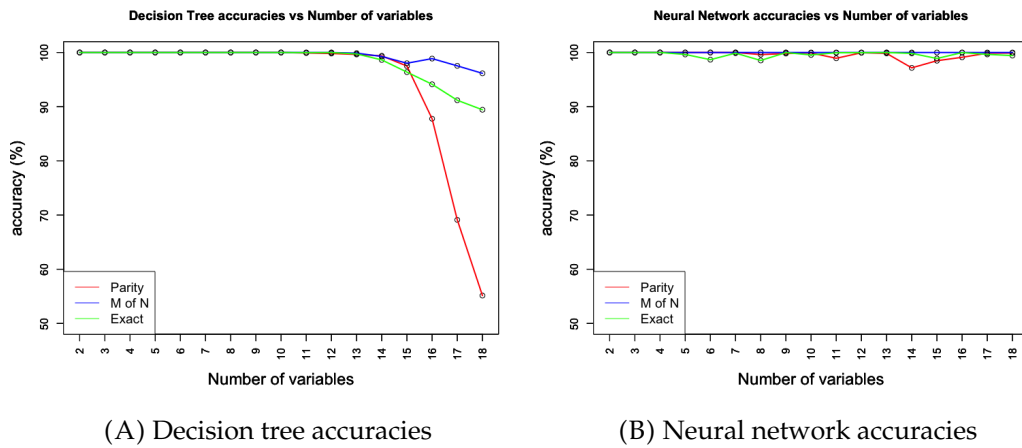 Decision Tree accuracies vs Number of variables
accuracy (%)
100
90
80
70
60
50
Parity
M of N
Exact
2 3 4 5 6 7 8 9 10 11 12 13 14 15 16 17 18
Number of variables
(A) Decision tree accuracies
Neural Network accuracies vs Number of variables
accuracy (%)
100
90
80
70
60
50
Parity
M of N
Exact
2 3 4 5 6 7 8 9 10 11 12 13 14 15 16 17 18
Number of variables
(B) Neural network accuracies